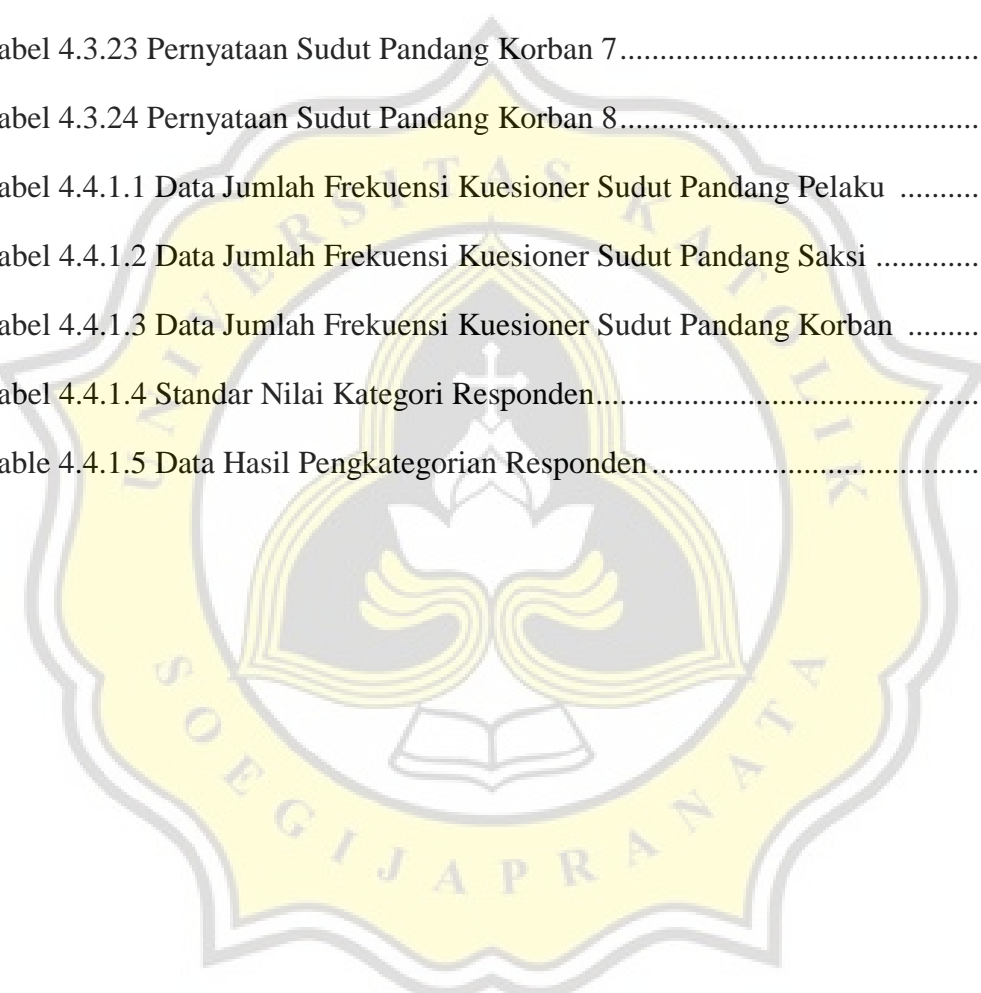 abel 4.3.23 Pernyataan Sudut Pandang Korban 7............................................
abel 4.3.24 Pernyataan Sudut Pandang Korban 8............................................
abel 4.4.1.1 Data Jumlah Frekuensi Kuesioner Sudut Pandang Pelaku ..........
abel 4.4.1.2 Data Jumlah Frekuensi Kuesioner Sudut Pandang Saksi .............
abel 4.4.1.3 Data Jumlah Frekuensi Kuesioner Sudut Pandang Korban .........
abel 4.4.1.4 Standar Nilai Kategori Responden...............................................
able 4.4.1.5 Data Hasil Pengkategorian Responden.....................................
UNIVERSITAS KATOLIK
SOEGIJAPRANATA